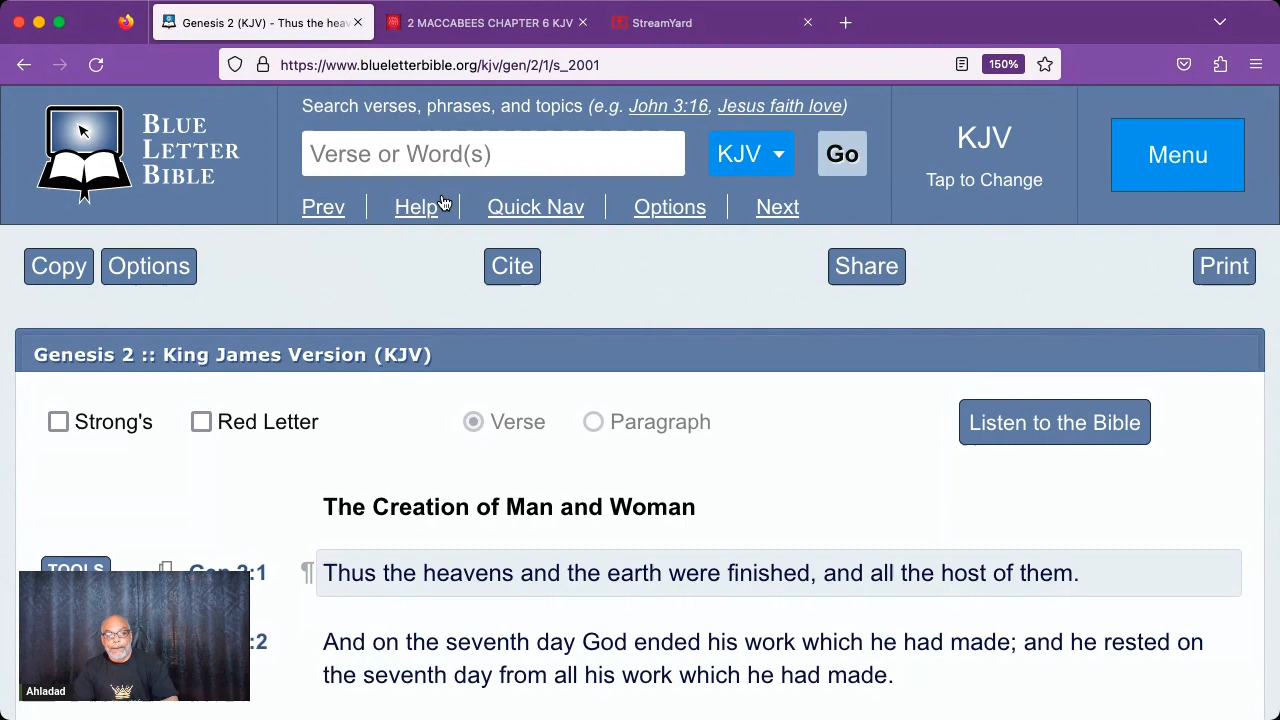 Genesis 2 (KJV) - Thus the heav
2 MACCABEES CHAPTER 6 KJV
StreamYard
https://www.blueletterbible.org/kjv/gen/2/1/s_2001
150%
BLUE
LETTER
BIBLE
Search verses, phrases, and topics (e.g. John 3:16, Jesus faith love)
Verse or Word(s)
KJV
Go
Prev
Help
Quick Nav
Options
Next
KJV
Tap to Change
Menu
Copy
Options
Cite
Share
Print
Genesis 2 :: King James Version (KJV)
Strong's
Red Letter
Verse
Paragraph
Listen to the Bible
The Creation of Man and Woman
TOOLS
Gen 2:1
¶ Thus the heavens and the earth were finished, and all the host of them.
:2
And on the seventh day God ended his work which he had made; and he rested on
the seventh day from all his work which he had made.
Ahladad